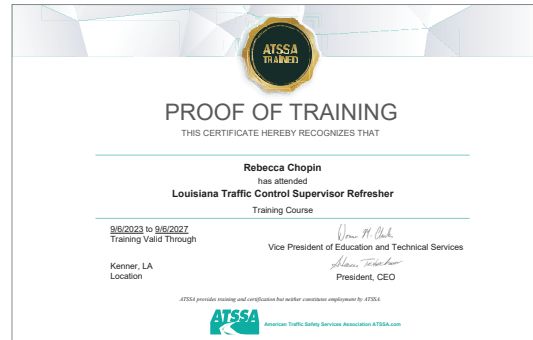 ATSSA
TRAINED
PROOF OF TRAINING
THIS CERTIFICATE HEREBY RECOGNIZES THAT
Rebecca Chopin
has attended
Louisiana Traffic Control Supervisor Refresher
Training Course
9/6/2023 to 9/6/2027
Training Valid Through
Vice President of Education and Technical Services
Kenner, LA
Location
President, CEO
ATSSA provides training and certification but neither constitutes employment by ATSSA.
ATSSA
American Traffic Safety Services Association ATSSA.com